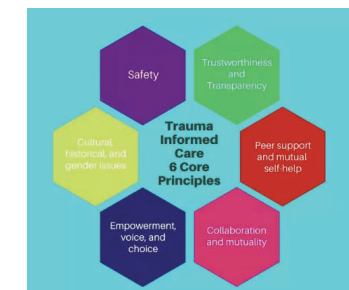 Safety
Trustworthiness
and
Transparency
Cultural,
historical, and
gender issues
Trauma
Informed
Care
6 Core
Principles
Peer support
and mutual
self-help
Empowerment,
voice, and
choice
Collaboration
and mutuality